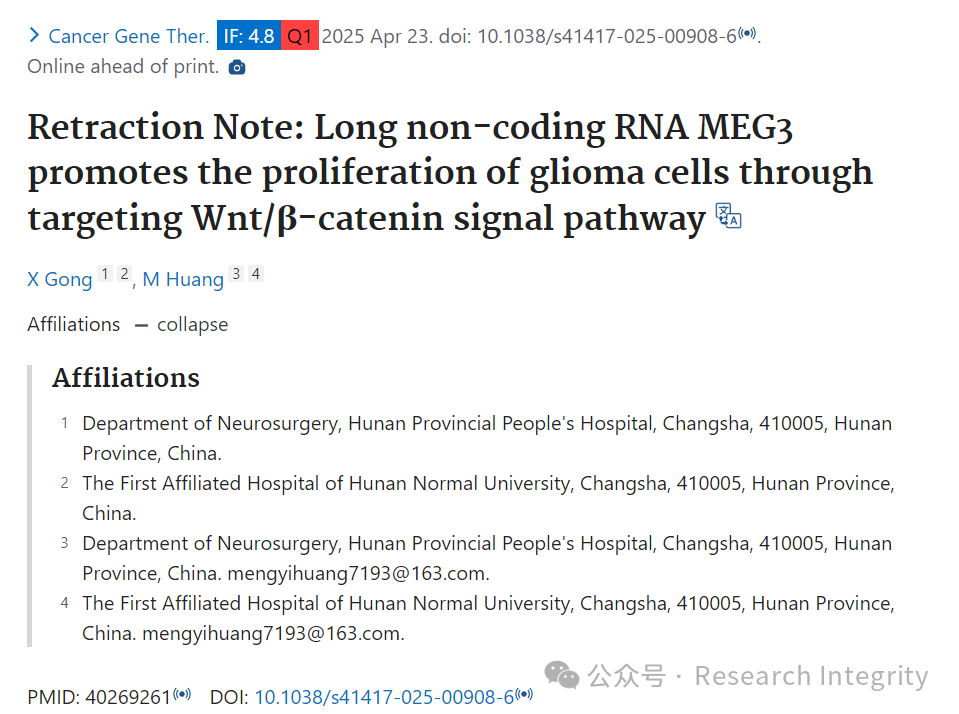 Cancer Gene Ther. IF: 4.8 Q1 2025 Apr 23. doi: 10.1038/s41417-025-00908-6.
Online ahead of print.
Retraction Note: Long non-coding RNA MEG3
promotes the proliferation of glioma cells through
targeting Wnt/β-catenin signal pathway
X Gong 1 2, M Huang 3 4
Affiliations — collapse
Affiliations
1 Department of Neurosurgery, Hunan Provincial People's Hospital, Changsha, 410005, Hunan
Province, China.
2 The First Affiliated Hospital of Hunan Normal University, Changsha, 410005, Hunan Province,
China.
3 Department of Neurosurgery, Hunan Provincial People's Hospital, Changsha, 410005, Hunan
Province, China. mengyihuang7193@163.com.
4 The First Affiliated Hospital of Hunan Normal University, Changsha, 410005, Hunan Province,
China. mengyihuang7193@163.com.
公众号 · Research Integrity
PMID: 40269261 DOI: 10.1038/s41417-025-00908-6